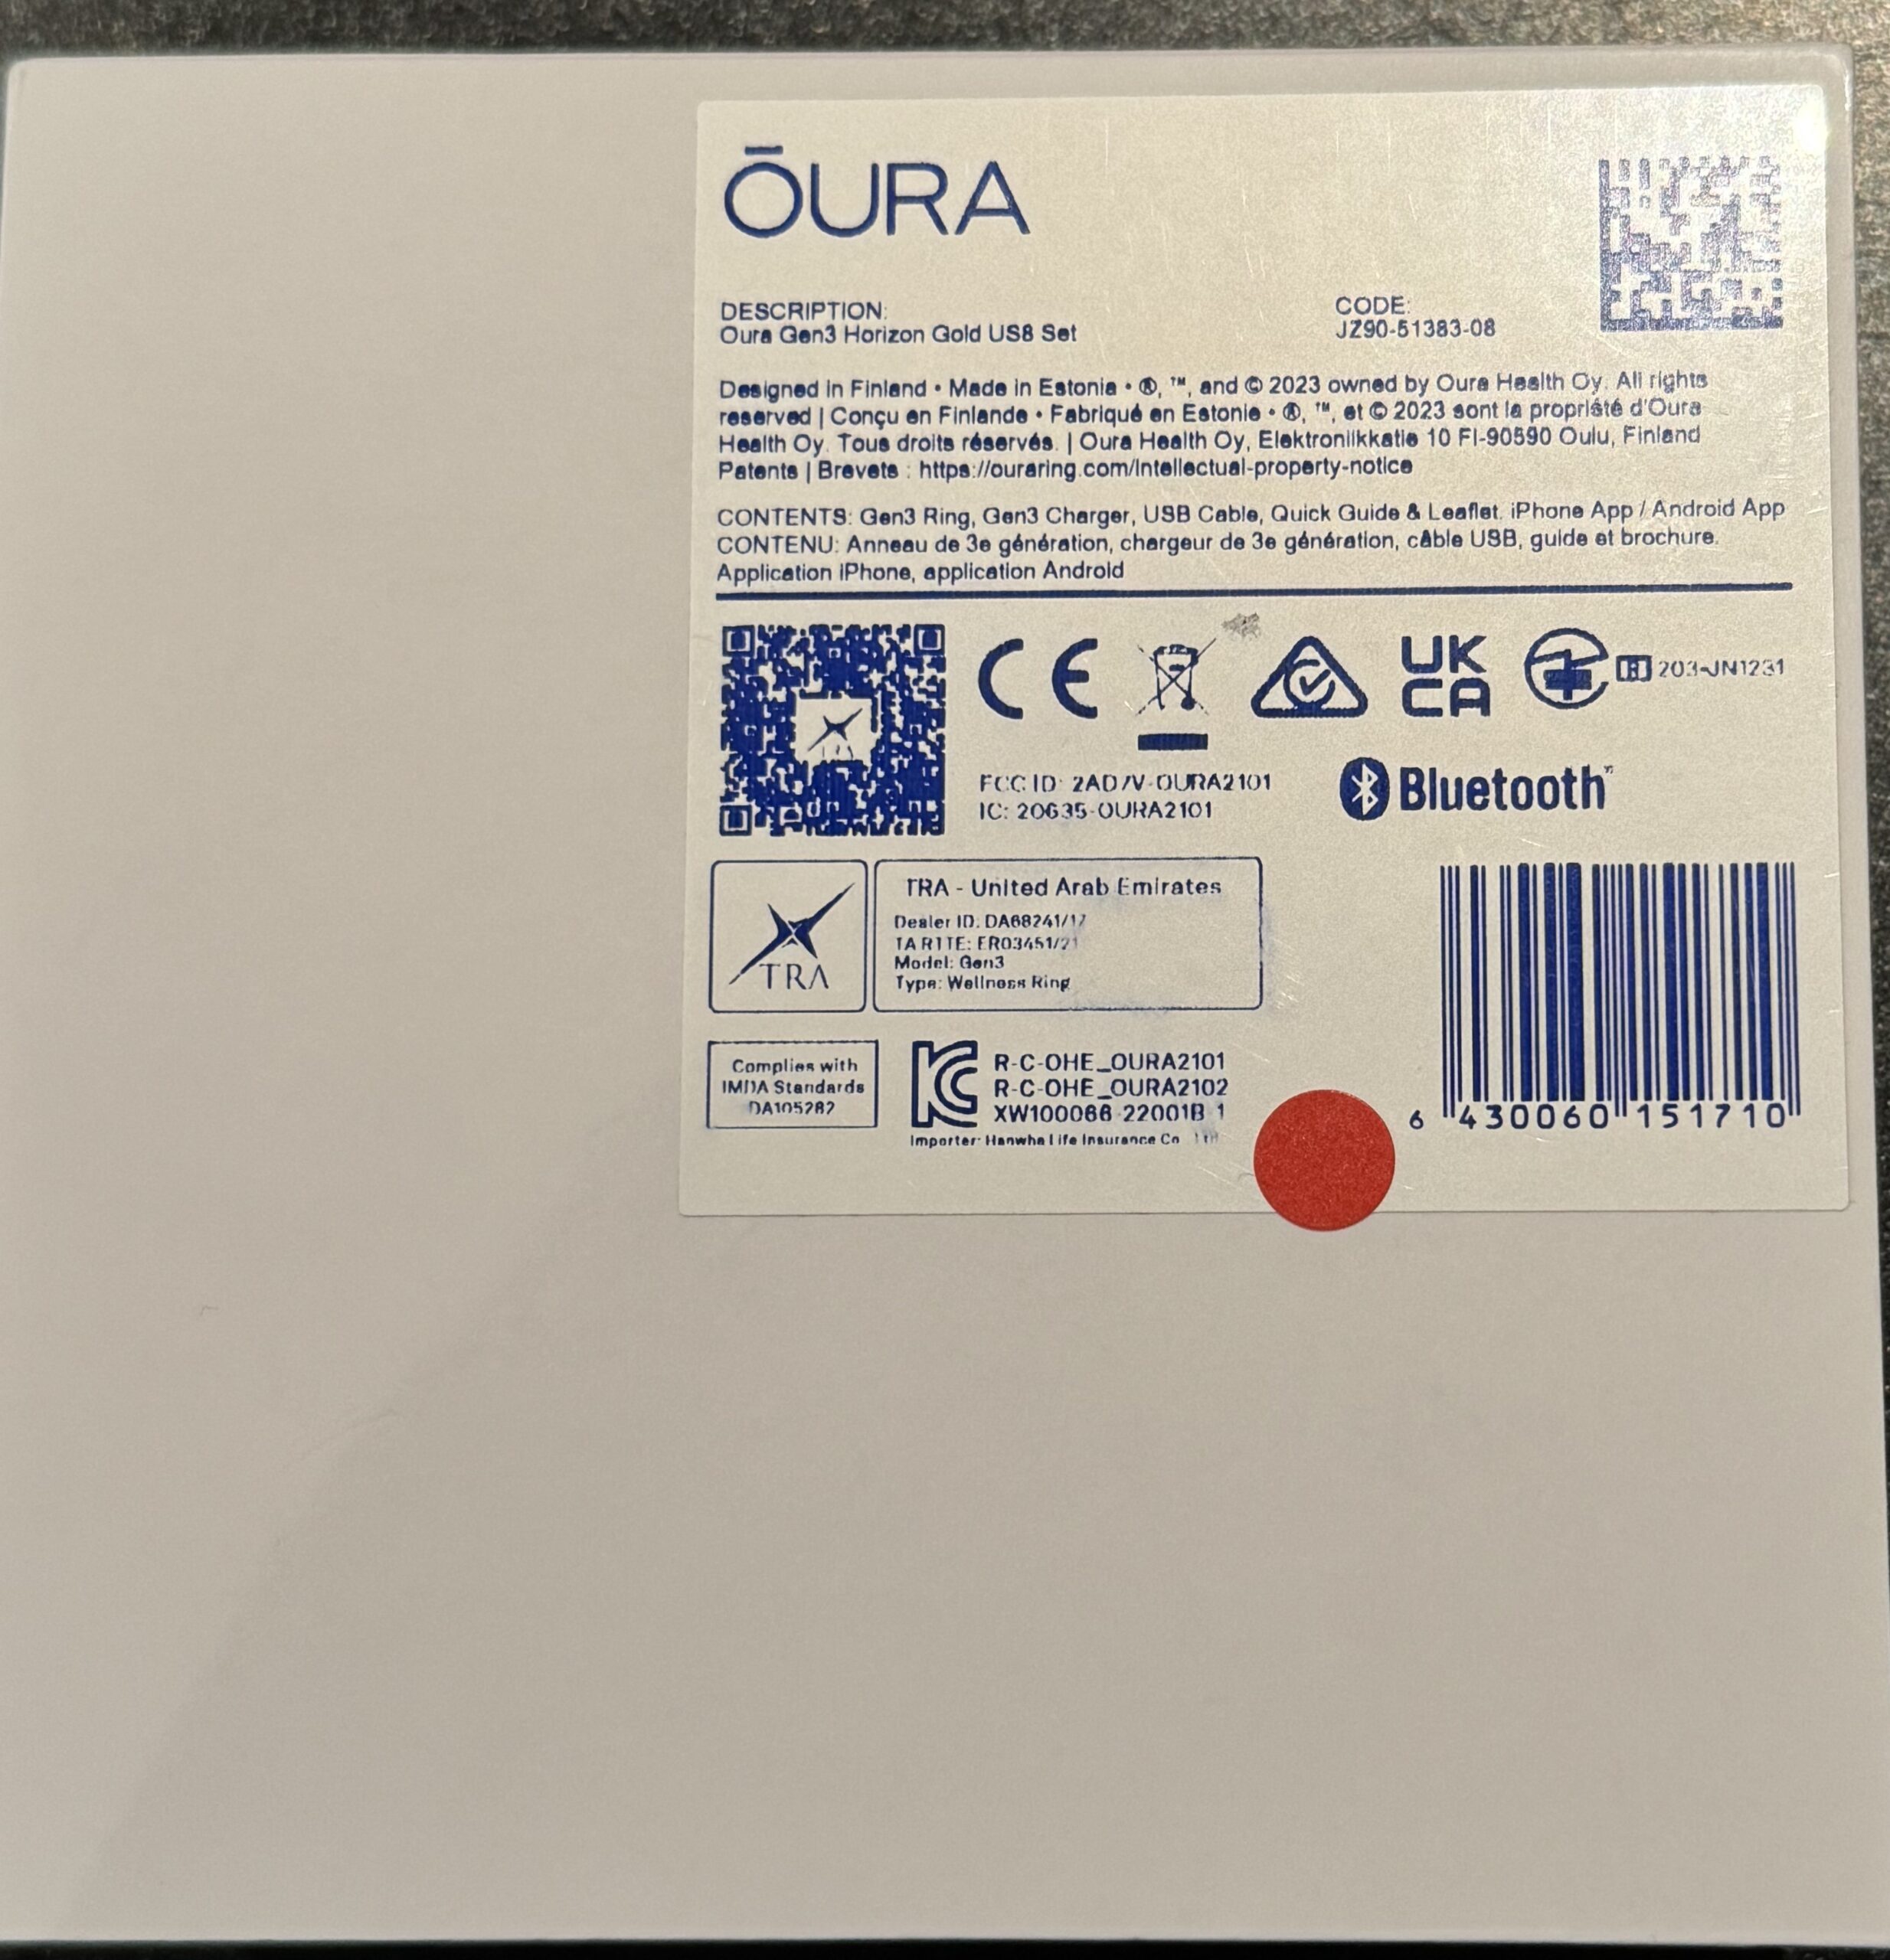 ŌURA
DESCRIPTION:
Oura Gen3 Horizon Gold US8 Set
CODE:
JZ90-51383-08
Designed in Finland • Made in Estonia • ®, ™, and © 2023 owned by Oura Health Oy. All rights
reserved | Conçu en Finlande • Fabriqué en Estonie • ®, ™, et © 2023 sont la propriété d'Oura
Health Oy. Tous droits réservés. | Oura Health Oy, Elektroniikkatie 10 FI-90590 Oulu, Finland
Patents | Brevets : https://ouraring.com/intellectual-property-notice
CONTENTS: Gen3 Ring, Gen3 Charger, USB Cable, Quick Guide & Leaflet. iPhone App / Android App
CONTENU: Anneau de 3e génération, chargeur de 3e génération, câble USB, guide et brochure.
Application iPhone, application Android
CE
UK
CA
R 203-JN1231
FCC ID: 2AD7V-OURA2101
IC: 20635-OURA2101
Bluetooth™
TRA
TRA - United Arab Emirates
Dealer ID: DA68241/17
TA RTTE: ER03451/21
Model: Gen3
Type: Wellness Ring
Complies with
IMDA Standards
DA105282
R-C-OHE_OURA2101
R-C-OHE_OURA2102
XW100066-22001B 1
Importer: Hanwha Life Insurance Co
6 430060 151710